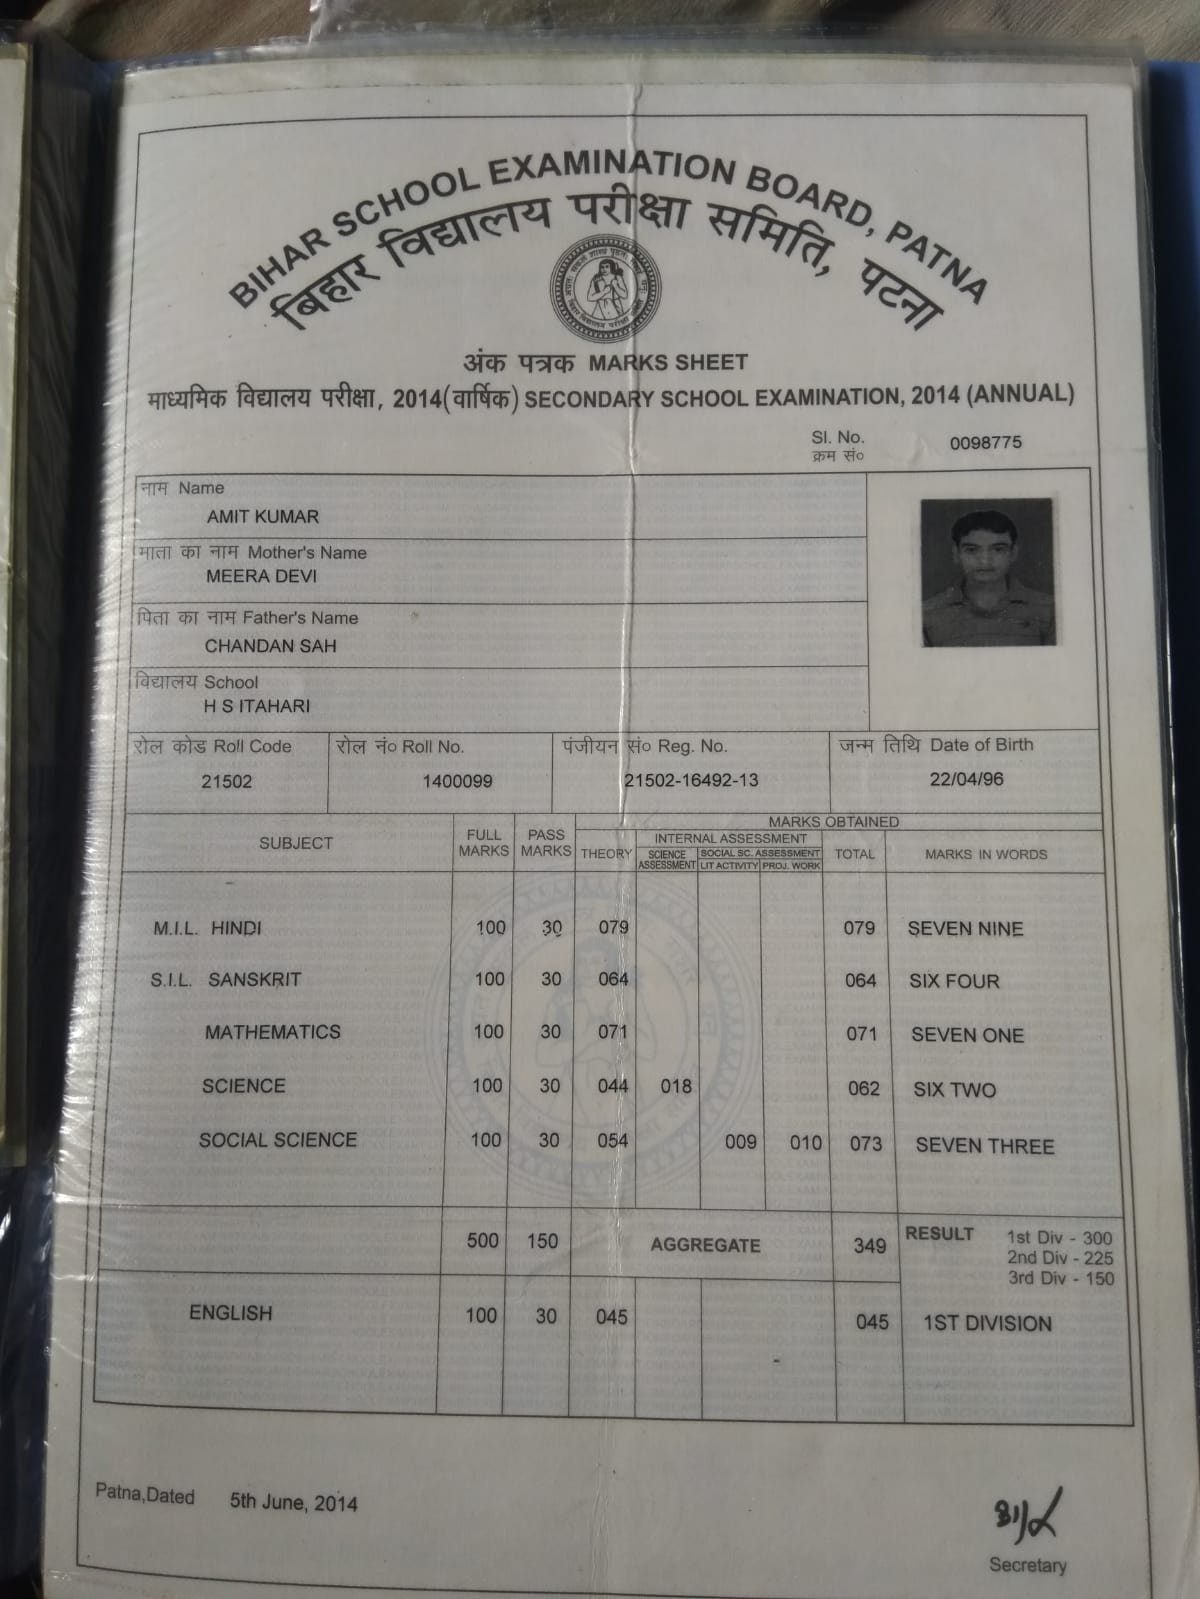 BIHAR SCHOOL EXAMINATION BOARD, PATNA
बिहार विद्यालय परीक्षा समिति, पटना
अंक पत्रक MARKS SHEET
माध्यमिक विद्यालय परीक्षा, 2014(वार्षिक) SECONDARY SCHOOL EXAMINATION, 2014 (ANNUAL)
Sl. No. 0098775
क्रम सं०
नाम Name
AMIT KUMAR
माता का नाम Mother's Name
MEERA DEVI
पिता का नाम Father's Name
CHANDAN SAH
विद्यालय School
H S ITAHARI
रोल कोड Roll Code रोल नं० Roll No. पंजीयन सं० Reg. No. जन्म तिथि Date of Birth
21502 1400099 21502-16492-13 22/04/96
SUBJECT FULL MARKS PASS MARKS MARKS OBTAINED
THEORY INTERNAL ASSESSMENT TOTAL MARKS IN WORDS
SCIENCE ASSESSMENT SOCIAL SC. ASSESSMENT
LIT ACTIVITY PROJ. WORK
M.I.L. HINDI 100 30 079 079 SEVEN NINE
S.I.L. SANSKRIT 100 30 064 064 SIX FOUR
MATHEMATICS 100 30 071 071 SEVEN ONE
SCIENCE 100 30 044 018 062 SIX TWO
SOCIAL SCIENCE 100 30 054 009 010 073 SEVEN THREE
500 150 AGGREGATE 349 RESULT 1st Div - 300
2nd Div - 225
3rd Div - 150
ENGLISH 100 30 045 045 1ST DIVISION
Patna,Dated 5th June, 2014
Secretary